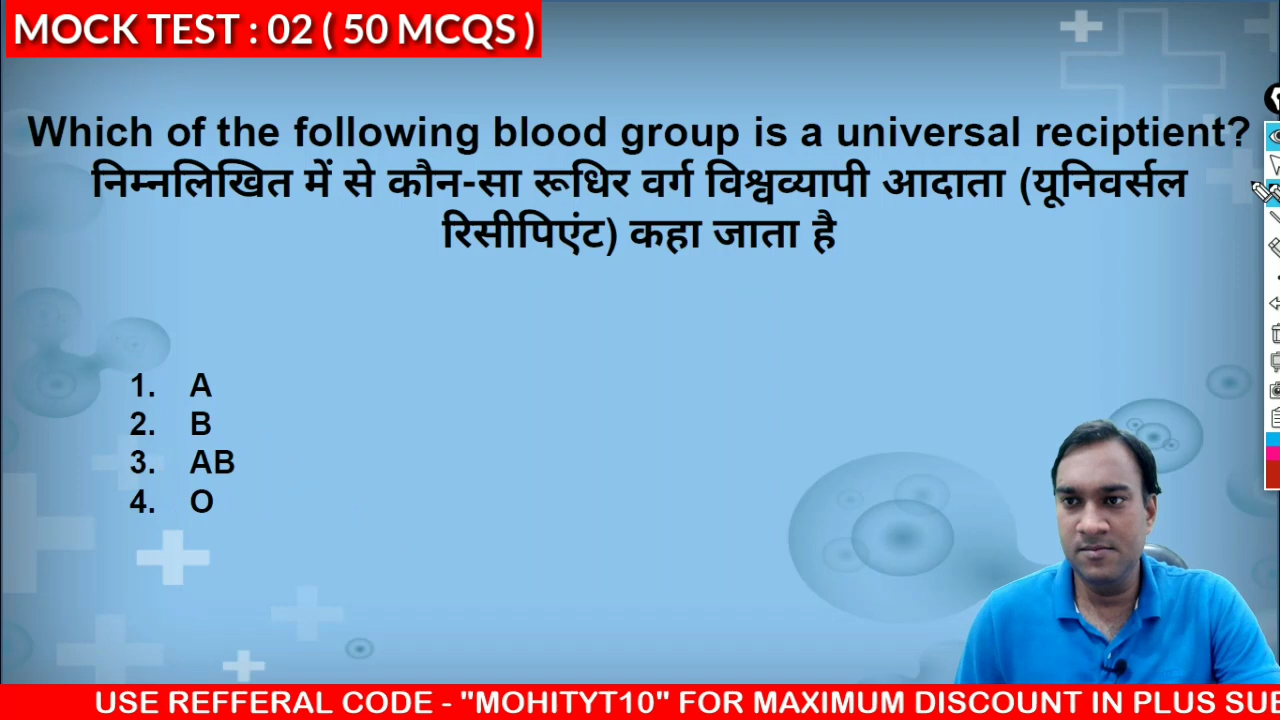 MOCK TEST : 02 ( 50 MCQS )
Which of the following blood group is a universal reciptient?
निम्नलिखित में से कौन-सा रूधिर वर्ग विश्वव्यापी आदाता (यूनिवर्सल
रिसीपिएंट) कहा जाता है
1. A
2. B
3. AB
4. O
USE REFFERAL CODE - "MOHITYT10" FOR MAXIMUM DISCOUNT IN PLUS